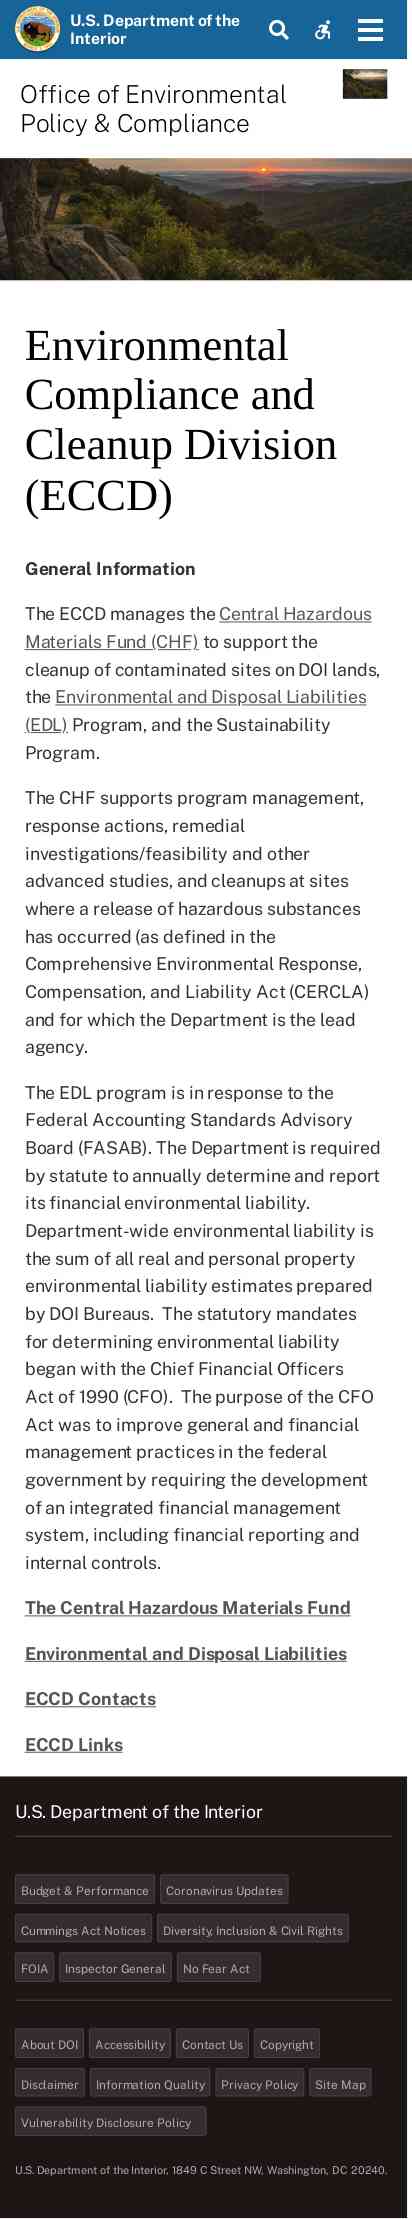 U.S. Department of the
Interior
Office of Environmental
Policy & Compliance
Environmental
Compliance and
Cleanup Division
(ECCD)
General Information
The ECCD manages the Central Hazardous
Materials Fund (CHF) to support the
cleanup of contaminated sites on DOI lands,
the Environmental and Disposal Liabilities
(EDL) Program, and the Sustainability
Program.
The CHF supports program management,
response actions, remedial
investigations/feasibility and other
advanced studies, and cleanups at sites
where a release of hazardous substances
has occurred (as defined in the
Comprehensive Environmental Response,
Compensation, and Liability Act (CERCLA)
and for which the Department is the lead
agency.
The EDL program is in response to the
Federal Accounting Standards Advisory
Board (FASAB). The Department is required
by statute to annually determine and report
its financial environmental liability.
Department-wide environmental liability is
the sum of all real and personal property
environmental liability estimates prepared
by DOI Bureaus.  The statutory mandates
for determining environmental liability
began with the Chief Financial Officers
Act of 1990 (CFO).  The purpose of the CFO
Act was to improve general and financial
management practices in the federal
government by requiring the development
of an integrated financial management
system, including financial reporting and
internal controls.
The Central Hazardous Materials Fund
Environmental and Disposal Liabilities
ECCD Contacts
ECCD Links
U.S. Department of the Interior
Budget & Performance Coronavirus Updates
Cummings Act Notices Diversity, Inclusion & Civil Rights
FOIA Inspector General No Fear Act
About DOI Accessibility Contact Us Copyright
Disclaimer Information Quality Privacy Policy Site Map
Vulnerability Disclosure Policy
U.S. Department of the Interior, 1849 C Street NW, Washington, DC 20240.